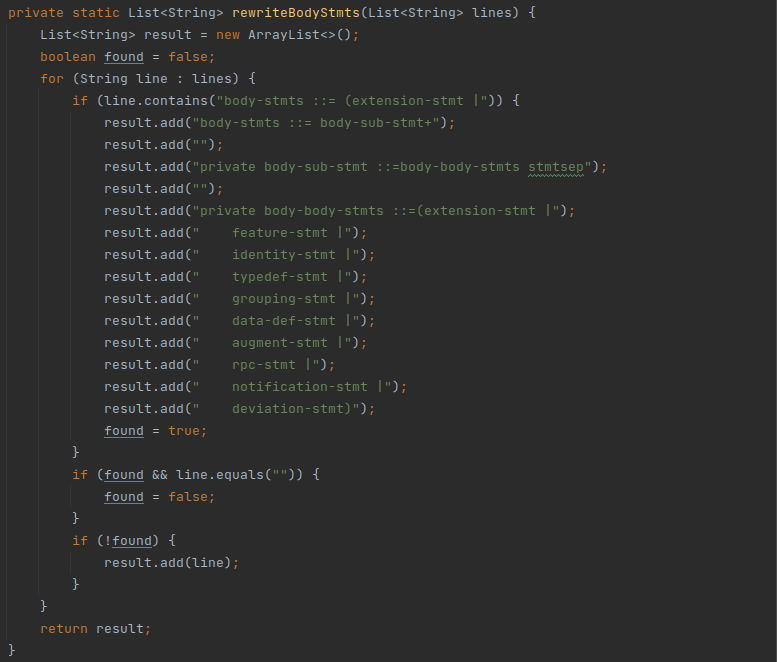 private static List<String> rewriteBodyStmts(List<String> lines) {
    List<String> result = new ArrayList<>();
    boolean found = false;
    for (String line : lines) {
        if (line.contains("body-stmts ::= (extension-stmt |")) {
            result.add("body-stmts ::= body-sub-stmt+");
            result.add("");
            result.add("private body-sub-stmt ::=body-body-stmts stmtsep");
            result.add("");
            result.add("private body-body-stmts ::=(extension-stmt |");
            result.add("    feature-stmt |");
            result.add("    identity-stmt |");
            result.add("    typedef-stmt |");
            result.add("    grouping-stmt |");
            result.add("    data-def-stmt |");
            result.add("    augment-stmt |");
            result.add("    rpc-stmt |");
            result.add("    notification-stmt |");
            result.add("    deviation-stmt)");
            found = true;
        }
        if (found && line.equals("")) {
            found = false;
        }
        if (!found) {
            result.add(line);
        }
    }
    return result;
}